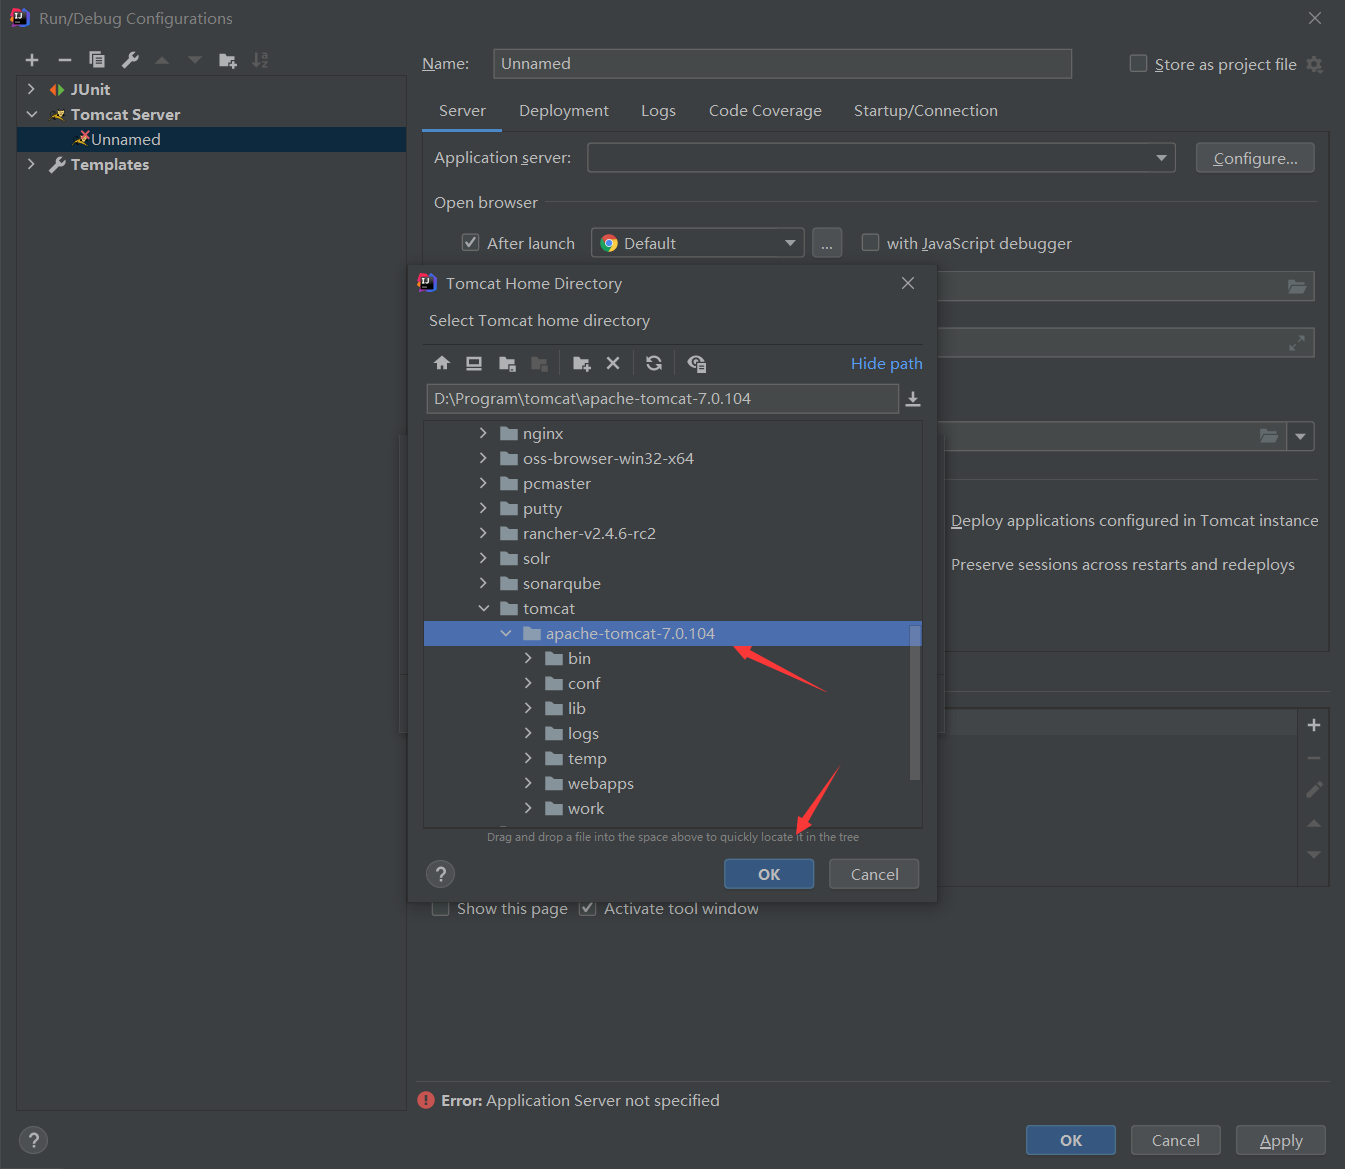 Run/Debug Configurations
JUnit
Tomcat Server
Unnamed
Templates
Name: Unnamed
Store as project file
Server Deployment Logs Code Coverage Startup/Connection
Application server: Configure...
Open browser
After launch Default ... with JavaScript debugger
Tomcat Home Directory
Select Tomcat home directory
Hide path
D:\Program\tomcat\apache-tomcat-7.0.104
nginx
oss-browser-win32-x64
pcmaster
putty
rancher-v2.4.6-rc2
solr
sonarqube
tomcat
apache-tomcat-7.0.104
bin
conf
lib
logs
temp
webapps
work
Drag and drop a file into the space above to quickly locate it in the tree
? OK Cancel
Deploy applications configured in Tomcat instance
Preserve sessions across restarts and redeploys
Show this page Activate tool window
Error: Application Server not specified
? OK Cancel Apply